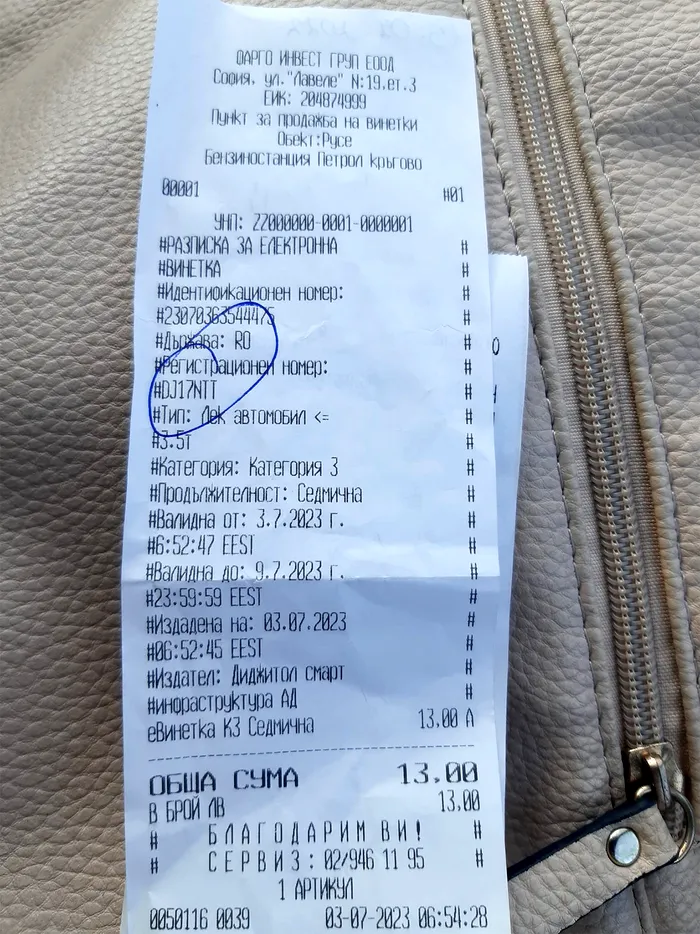 ФАРГО ИНВЕСТ ГРУП ЕООД
София, ул."Лавеле" N:19.ет.3
ЕИК: 204874999
Пункт за продажба на винетки
Обект:Русе
Бензиностанция Петрол кръгово
00001 #01
УНП: ZZ000000-0001-0000001
#РАЗПИСКА ЗА ЕЛЕКТРОННА #
#ВИНЕТКА #
#Идентификационен номер: #
#23070363544475 #
#Държава: RO #
#Регистрационен номер: #
#DJ17NTT #
#Тип: Лек автомобил <= #
#3.5т #
#Категория: Категория 3 #
#Продължителност: Седмична #
#Валидна от: 3.7.2023 г. #
#6:52:47 EEST #
#Валидна до: 9.7.2023 г. #
#23:59:59 EEST #
#Издадена на: 03.07.2023 #
#06:52:45 EEST #
#Издател: Диджитол смарт #
#инфраструктура АД #
еВинетка К3 Седмична 13.00 А
ОБЩА СУМА 13.00
В БРОЙ ЛВ 13.00
# БЛАГОДАРИМ ВИ! #
# СЕРВИЗ: 02/946 11 95 #
1 АРТИКУЛ
0050116 0039 03-07-2023 06:54:28